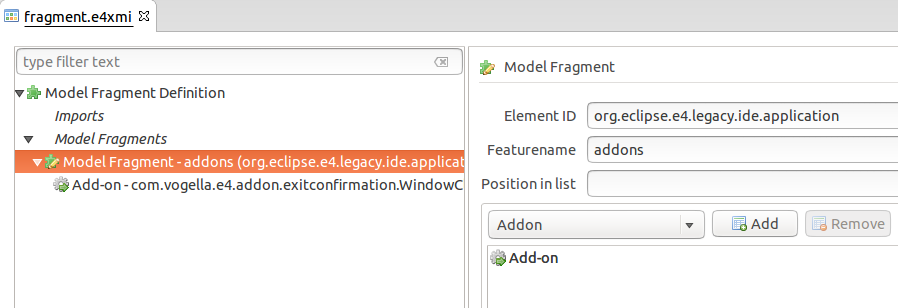 fragment.e4xmi
type filter text
Model Fragment Definition
Imports
Model Fragments
Model Fragment - addons (org.eclipse.e4.legacy.ide.applicat
Add-on - com.vogella.e4.addon.exitconfirmation.WindowC
Model Fragment
Element ID org.eclipse.e4.legacy.ide.application
Featurename addons
Position in list
Addon Add Remove
Add-on